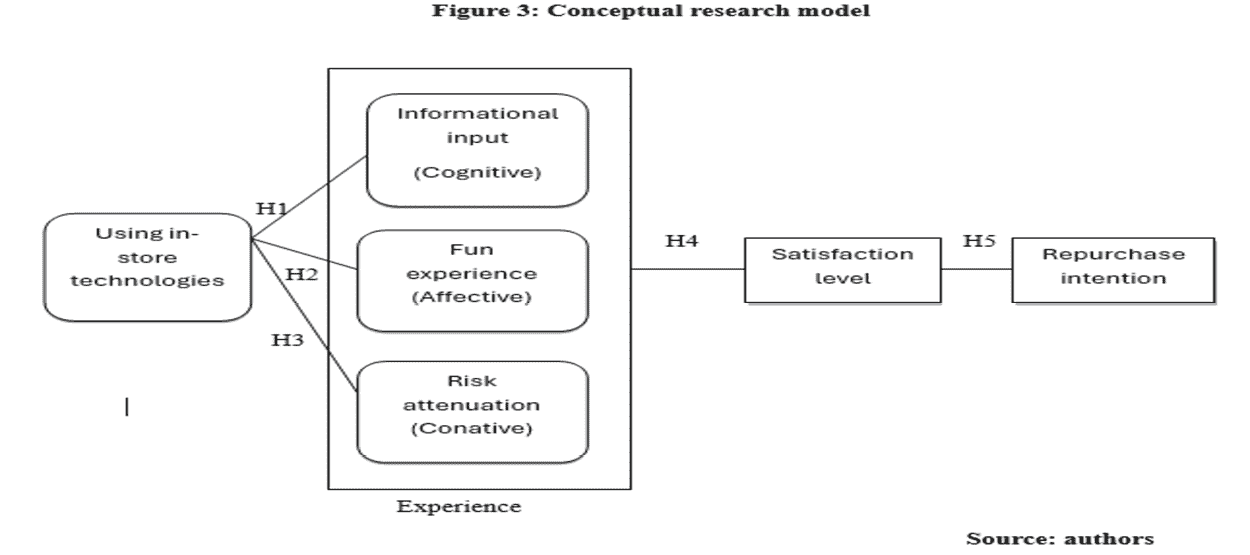 Figure 3: Conceptual research model
Informational
input
(Cognitive)
H1
Using in-
store
technologies
Fun
experience
(Affective)
H2
H3
Risk
attenuation
(Conative)
Experience
H4
Satisfaction
level
H5
Repurchase
intention
Source: authors